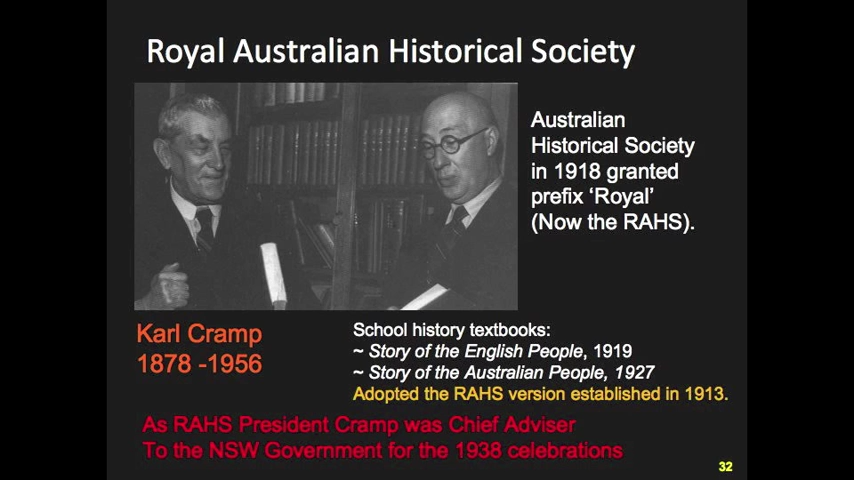 Royal Australian Historical Society
Australian
Historical Society
in 1918 granted
prefix ‘Royal’
(Now the RAHS).
Karl Cramp
1878 -1956
School history textbooks:
~ Story of the English People, 1919
~ Story of the Australian People, 1927
Adopted the RAHS version established in 1913.
As RAHS President Cramp was Chief Adviser
To the NSW Government for the 1938 celebrations
32